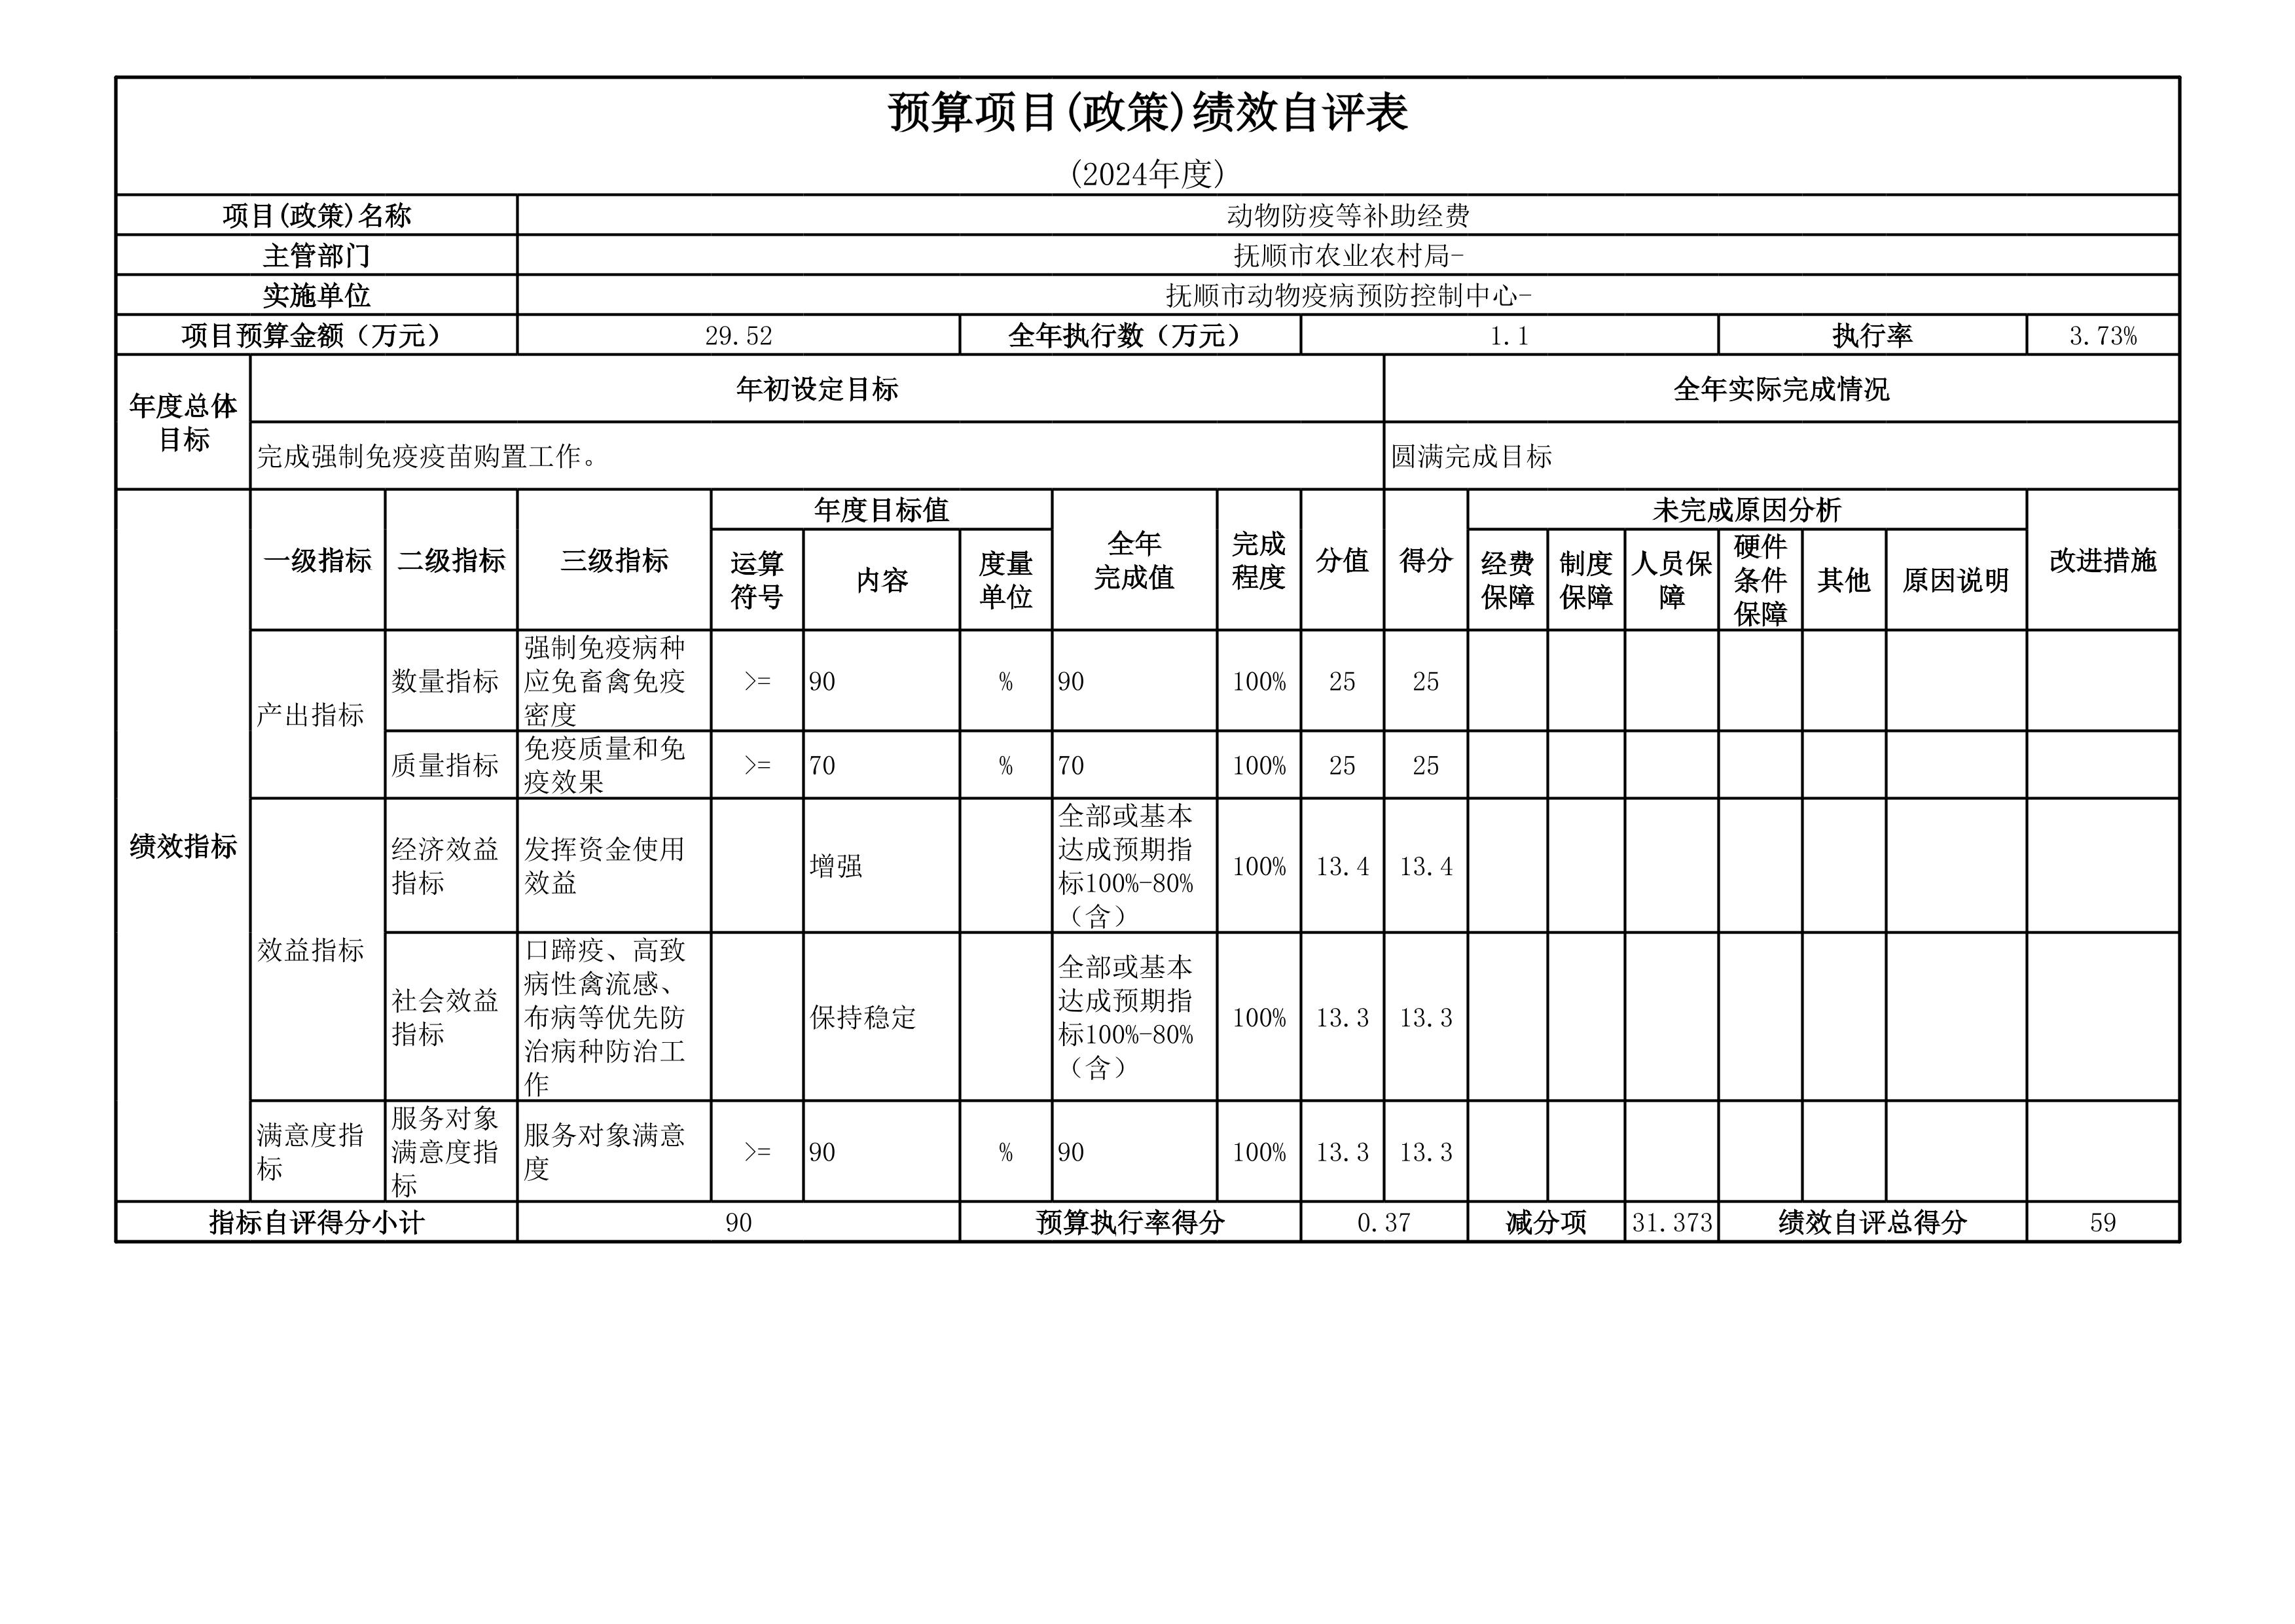 预算项目(政策)绩效自评表
(2024年度)
项目(政策)名称 动物防疫等补助经费
主管部门 抚顺市农业农村局-
实施单位 抚顺市动物疫病预防控制中心-
项目预算金额（万元） 29.52 全年执行数（万元） 1.1 执行率 3.73%
年度总体
目标
年初设定目标 全年实际完成情况
完成强制免疫疫苗购置工作。 圆满完成目标
绩效指标
一级指标 二级指标 三级指标
年度目标值
运算
符号
内容
度量
单位
全年
完成值
完成
程度
分值 得分
未完成原因分析
经费
保障
制度
保障
人员保
障
硬件
条件
保障
其他 原因说明
改进措施
产出指标
数量指标
强制免疫病种
应免畜禽免疫
密度
>= 90 % 90 100% 25 25
质量指标
免疫质量和免
疫效果
>= 70 % 70 100% 25 25
效益指标
经济效益
指标
发挥资金使用
效益
增强
全部或基本
达成预期指
标100%-80%
（含）
100% 13.4 13.4
社会效益
指标
口蹄疫、高致
病性禽流感、
布病等优先防
治病种防治工
作
保持稳定
全部或基本
达成预期指
标100%-80%
（含）
100% 13.3 13.3
满意度指
标
服务对象
满意度指
标
服务对象满意
度
>= 90 % 90 100% 13.3 13.3
指标自评得分小计 90 预算执行率得分 0.37 减分项 31.373 绩效自评总得分 59